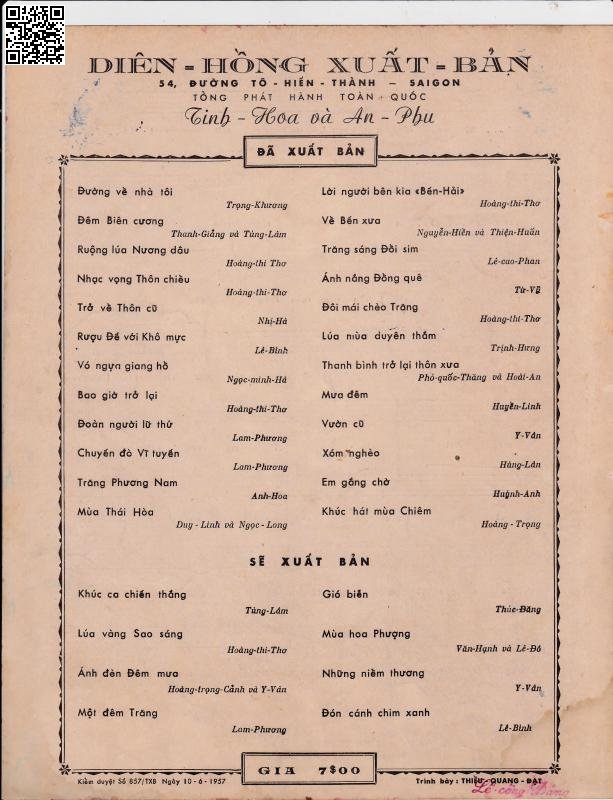 DIÊN - HỒNG XUẤT - BẢN
54, ĐƯỜNG TÔ - HIẾN - THÀNH — SAIGON
TỔNG PHÁT HÀNH TOÀN QUỐC
Tinh - Hoa và An - Phu
ĐÃ XUẤT BẢN
Đường về nhà tôi
Trọng-Khương
Đêm Biên cương
Thanh-Giẳng và Tùng-Lâm
Ruộng lúa Nương dâu
Hoàng-thi Thơ
Nhạc vọng Thôn chiều
Hoàng-thi-Thơ
Trở về Thôn cũ
Nhị-Hà
Rượu Đế với Khô mực
Lê-Bình
Vó ngựa giang hồ
Ngọc-minh-Hà
Bao giờ trở lại
Hoàng-thi-Thơ
Đoàn người lữ thứ
Lam-Phương
Chuyến đò Vĩ tuyến
Lam-Phương
Trăng Phương Nam
Anh-Hoa
Mùa Thái Hòa
Duy - Linh và Ngọc - Long
Lời người bên kia «Bến-Hải»
Hoàng-thi-Thơ
Về Bến xưa
Nguyễn-Hiền và Thiện-Huấn
Trăng sáng Đồi sim
Lê-cao-Phan
Ánh nắng Đồng quê
Từ-Vũ
Đôi mái chèo Trăng
Hoàng-thi-Thơ
Lúa mùa duyên thắm
Trịnh-Hưng
Thanh bình trở lại thôn xưa
Phó-quốc-Thăng và Hoài-An
Mưa đêm
Huyền-Linh
Vườn cũ
Y-Vân
Xóm nghèo
Hùng-Lân
Em gắng chờ
Huỳnh-Anh
Khúc hát mùa Chiêm
Hoàng - Trọng
SẼ XUẤT BẢN
Khúc ca chiến thắng
Tùng-Lâm
Lúa vàng Sao sáng
Hoàng-thi-Thơ
Ánh đèn Đêm mưa
Hoàng-trọng-Cảnh và Y-Vân
Một đêm Trăng
Lam-Phương
Gió biển
Thúc-Đăng
Mùa hoa Phượng
Văn-Hạnh và Lê-Đô
Những niềm thương
Y-Vân
Đón cánh chim xanh
Lê-Bình
Kiểm duyệt Số 857/TXB Ngày 10 - 6 - 1957
GIA 7$00
Trình bày : THIỆU - QUANG - ĐẠT
Lê-công-Đăng